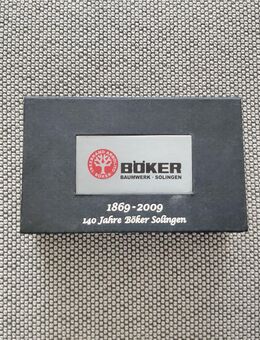 BÖKER
BAUMWERK · SOLINGEN
1869-2009
140 Jahre Böker Solingen